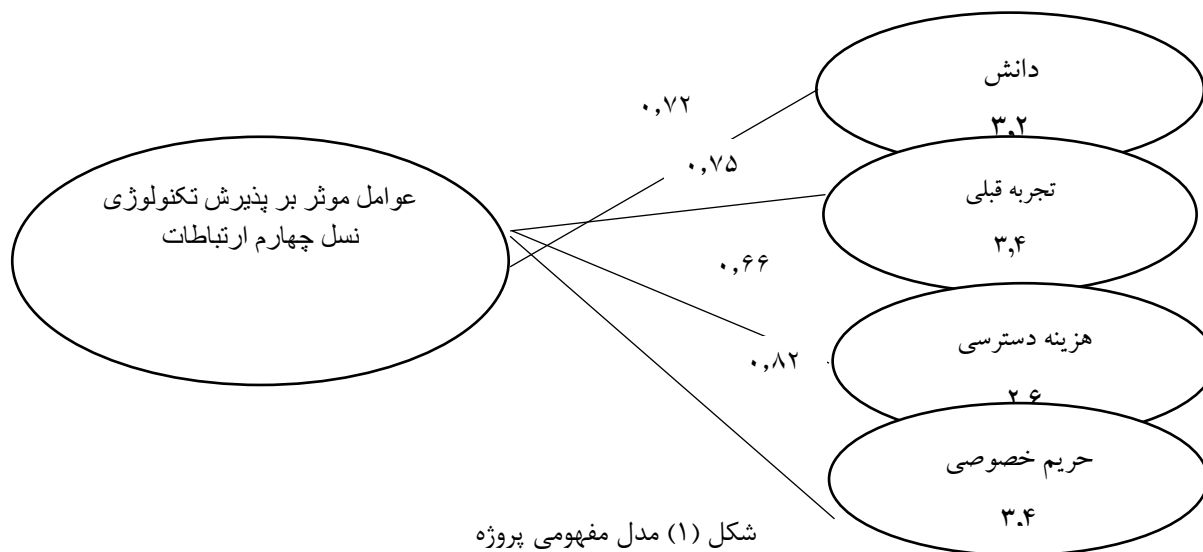 دانش
۳,۲
۰,۷۲
۰,۷۵
تجربه قبلی
۳,۴
عوامل موثر بر پذیرش تکنولوژی
نسل چهارم ارتباطات
۰,۶۶
هزینه دسترسی
۲,۶
۰,۸۲
حریم خصوصی
۳,۴
شکل (۱) مدل مفهومی پروژه